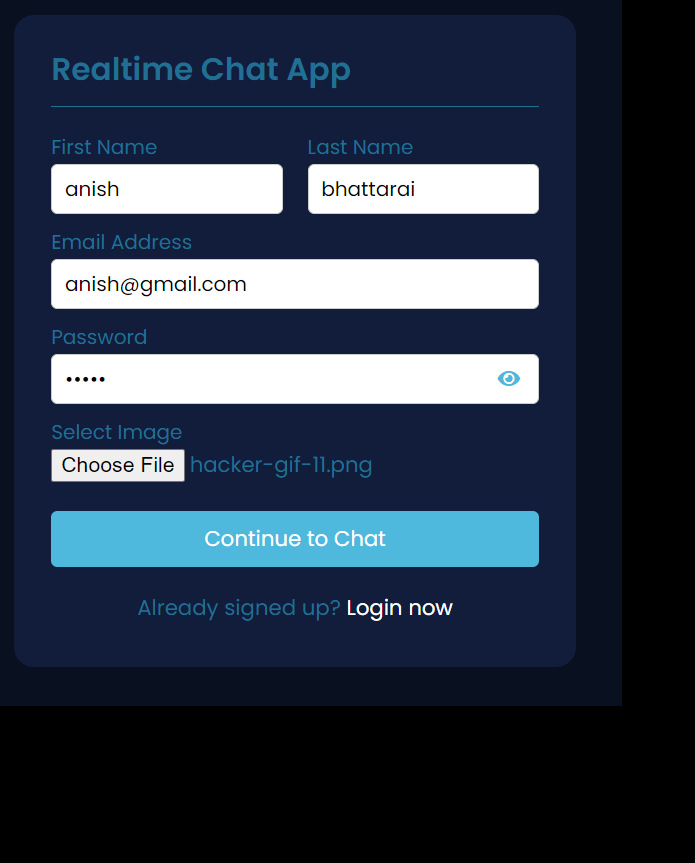 Realtime Chat App
First Name Last Name
anish bhattarai
Email Address
anish@gmail.com
Password
•••••
Select Image
Choose File hacker-gif-11.png
Continue to Chat
Already signed up? Login now